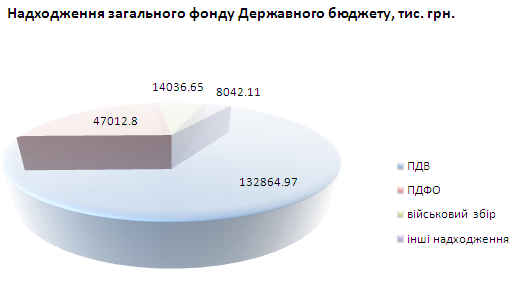 Надходження загального фонду Державного бюджету, тис. грн.
14036.65
8042.11
47012.8
132864.97
ПДВ
ПДФО
військовий збір
інші надходження